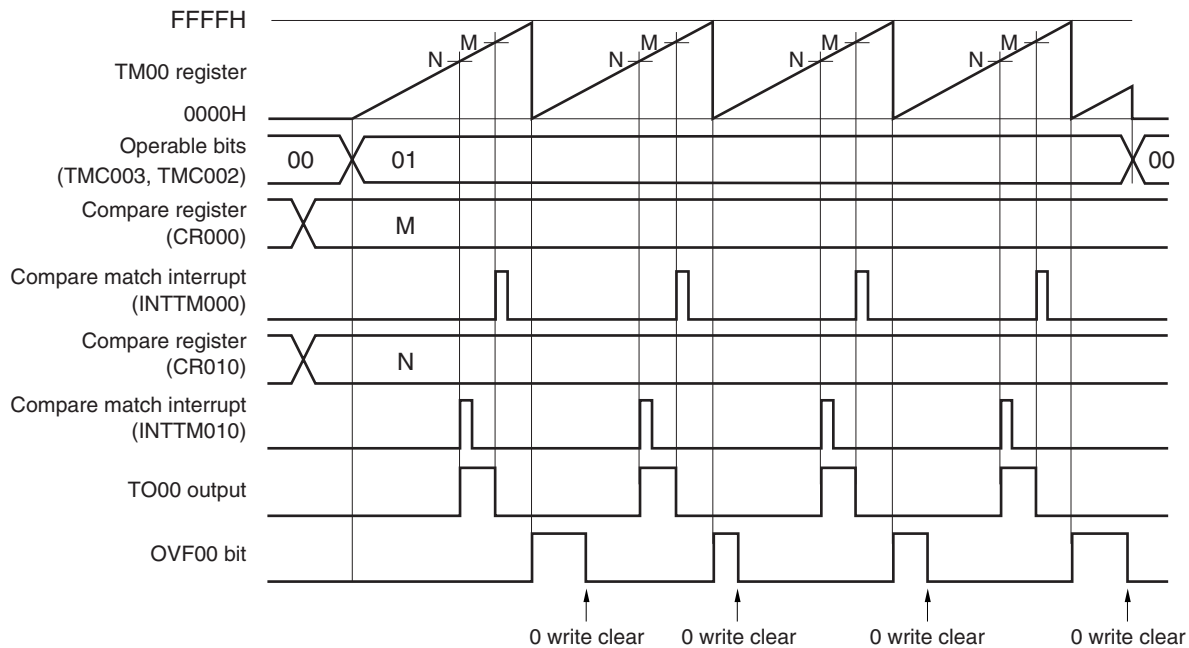 FFFFH
M M M M
N N N N
TM00 register
0000H
Operable bits
(TMC003, TMC002)
00 01 00
Compare register
(CR000)
M
Compare match interrupt
(INTTM000)
Compare register
(CR010)
N
Compare match interrupt
(INTTM010)
TO00 output
OVF00 bit
0 write clear 0 write clear 0 write clear 0 write clear